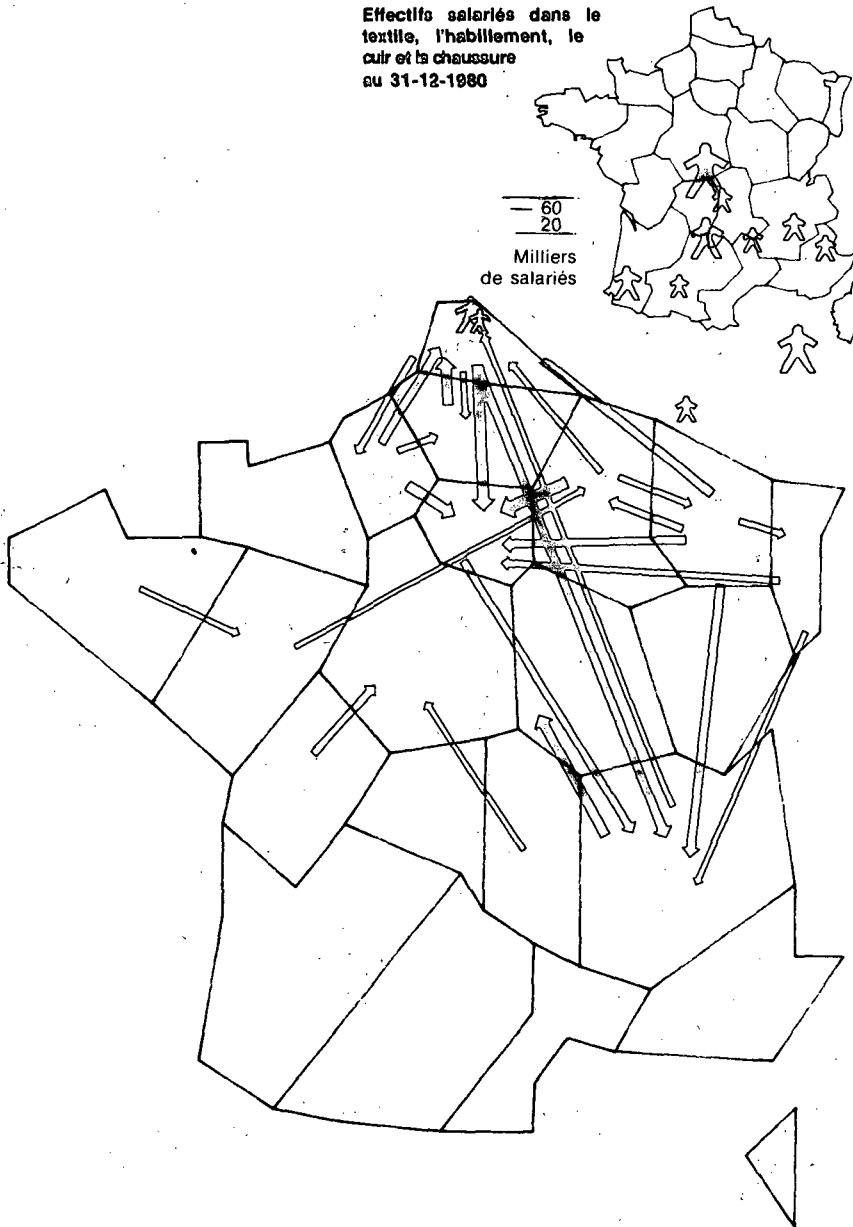 Effectifs salariés dans le
textile, l'habillement, le
cuir et la chaussure
au 31-12-1980
60
20
Milliers
de salariés